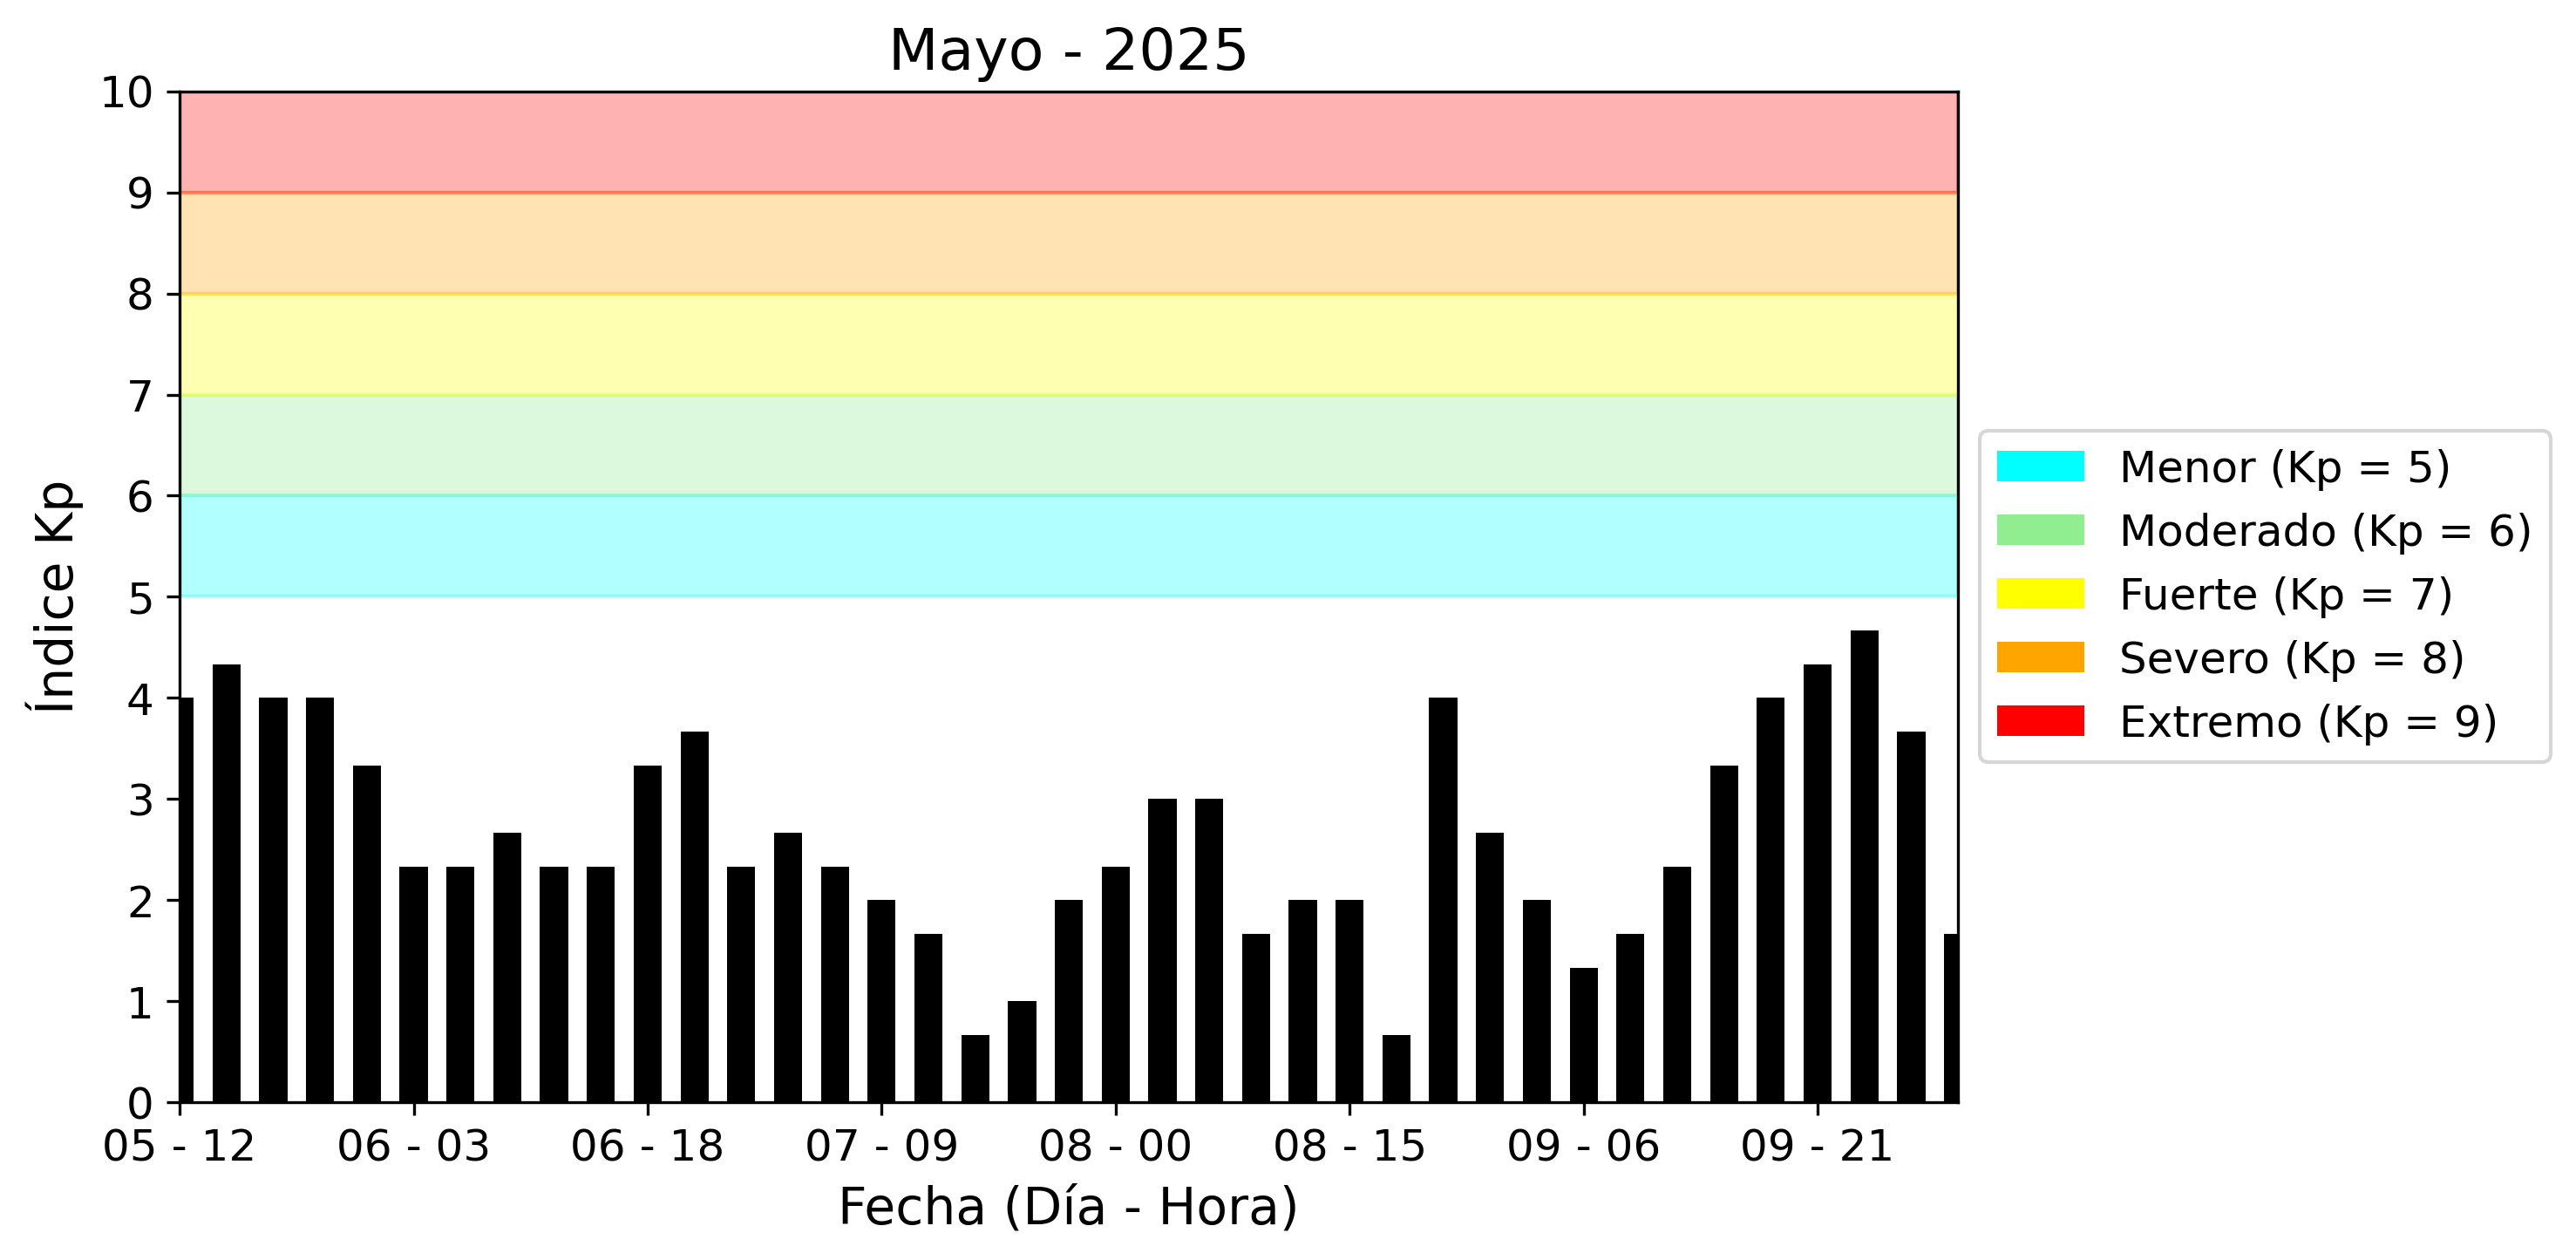 Mayo - 2025
10
9
8
7
6
5
4
3
2
1
0
Índice Kp
05 - 12
06 - 03
06 - 18
07 - 09
08 - 00
08 - 15
09 - 06
09 - 21
Fecha (Día - Hora)
Menor (Kp = 5)
Moderado (Kp = 6)
Fuerte (Kp = 7)
Severo (Kp = 8)
Extremo (Kp = 9)